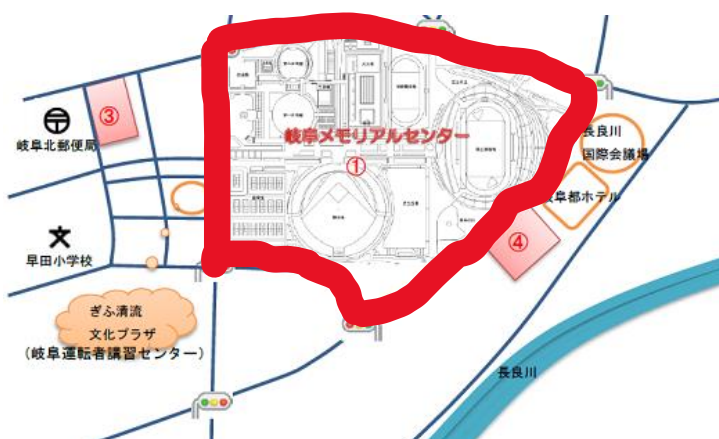 岐阜メモリアルセンター
①
③
岐阜北郵便局
長良川
国際会議場
岐阜都ホテル
④
早田小学校
ぎふ清流
文化プラザ
(岐阜運転者講習センター)
長良川